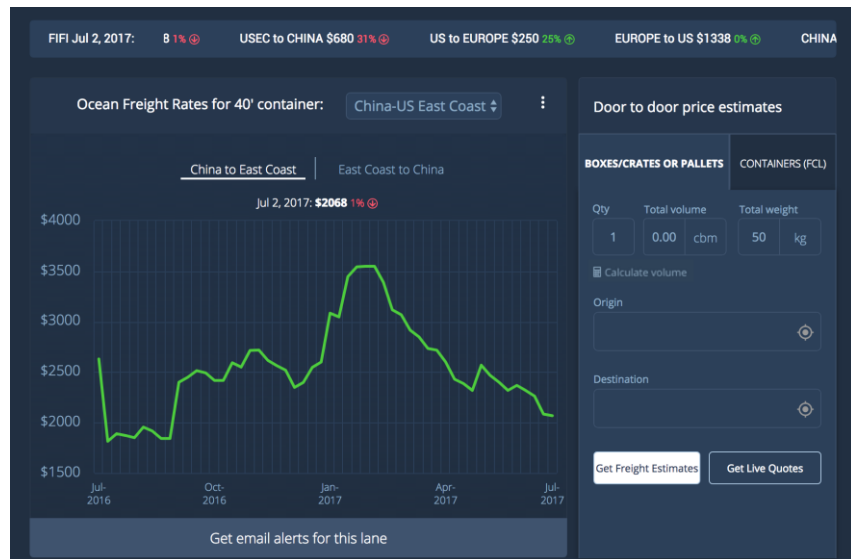 FIFI Jul 2, 2017: B 1% USEC to CHINA $680 31% US to EUROPE $250 25% EUROPE to US $1338 0% CHINA
Ocean Freight Rates for 40' container: China-US East Coast
China to East Coast East Coast to China
Jul 2, 2017: $2068 1%
$4000
$3500
$3000
$2500
$2000
$1500
Jul-
2016
Oct-
2016
Jan-
2017
Apr-
2017
Jul-
2017
Get email alerts for this lane
Door to door price estimates
BOXES/CRATES OR PALLETS CONTAINERS (FCL)
Qty Total volume Total weight
1 0.00 cbm 50 kg
Calculate volume
Origin
Destination
Get Freight Estimates Get Live Quotes